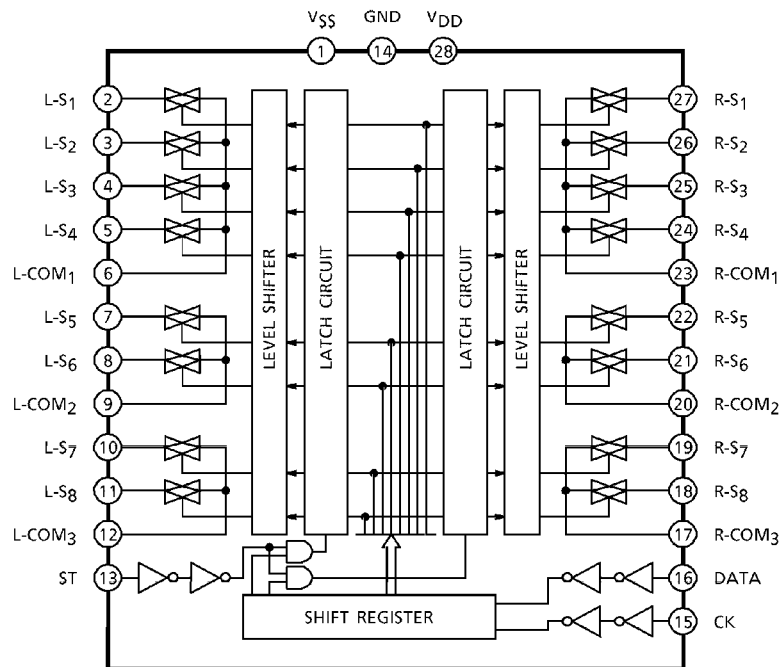 VSS GND VDD
1 14 28
L-S1 2 27 R-S1
L-S2 3 26 R-S2
L-S3 4 25 R-S3
L-S4 5 24 R-S4
L-COM1 6 23 R-COM1
L-S5 7 22 R-S5
L-S6 8 21 R-S6
L-COM2 9 20 R-COM2
L-S7 10 19 R-S7
L-S8 11 18 R-S8
L-COM3 12 17 R-COM3
LEVEL SHIFTER
LATCH CIRCUIT
LATCH CIRCUIT
LEVEL SHIFTER
ST 13 16 DATA
SHIFT REGISTER
15 CK